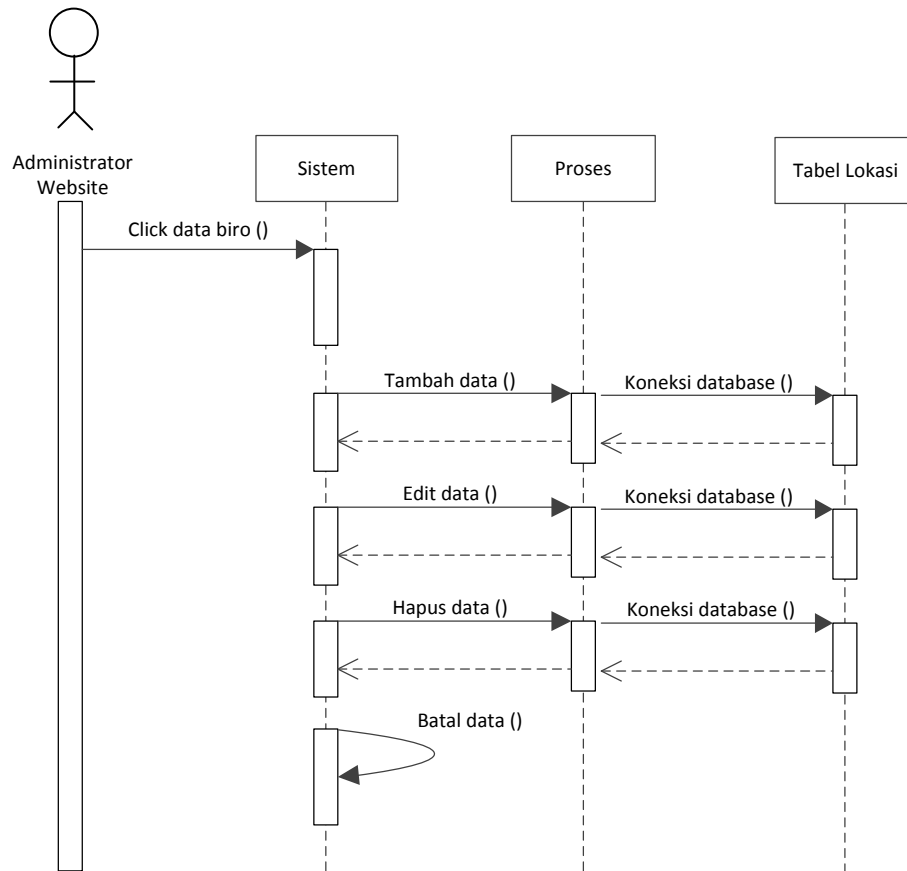 Administrator
Website
Sistem
Proses
Tabel Lokasi
Click data biro ()
Tambah data ()
Koneksi database ()
Edit data ()
Koneksi database ()
Hapus data ()
Koneksi database ()
Batal data ()